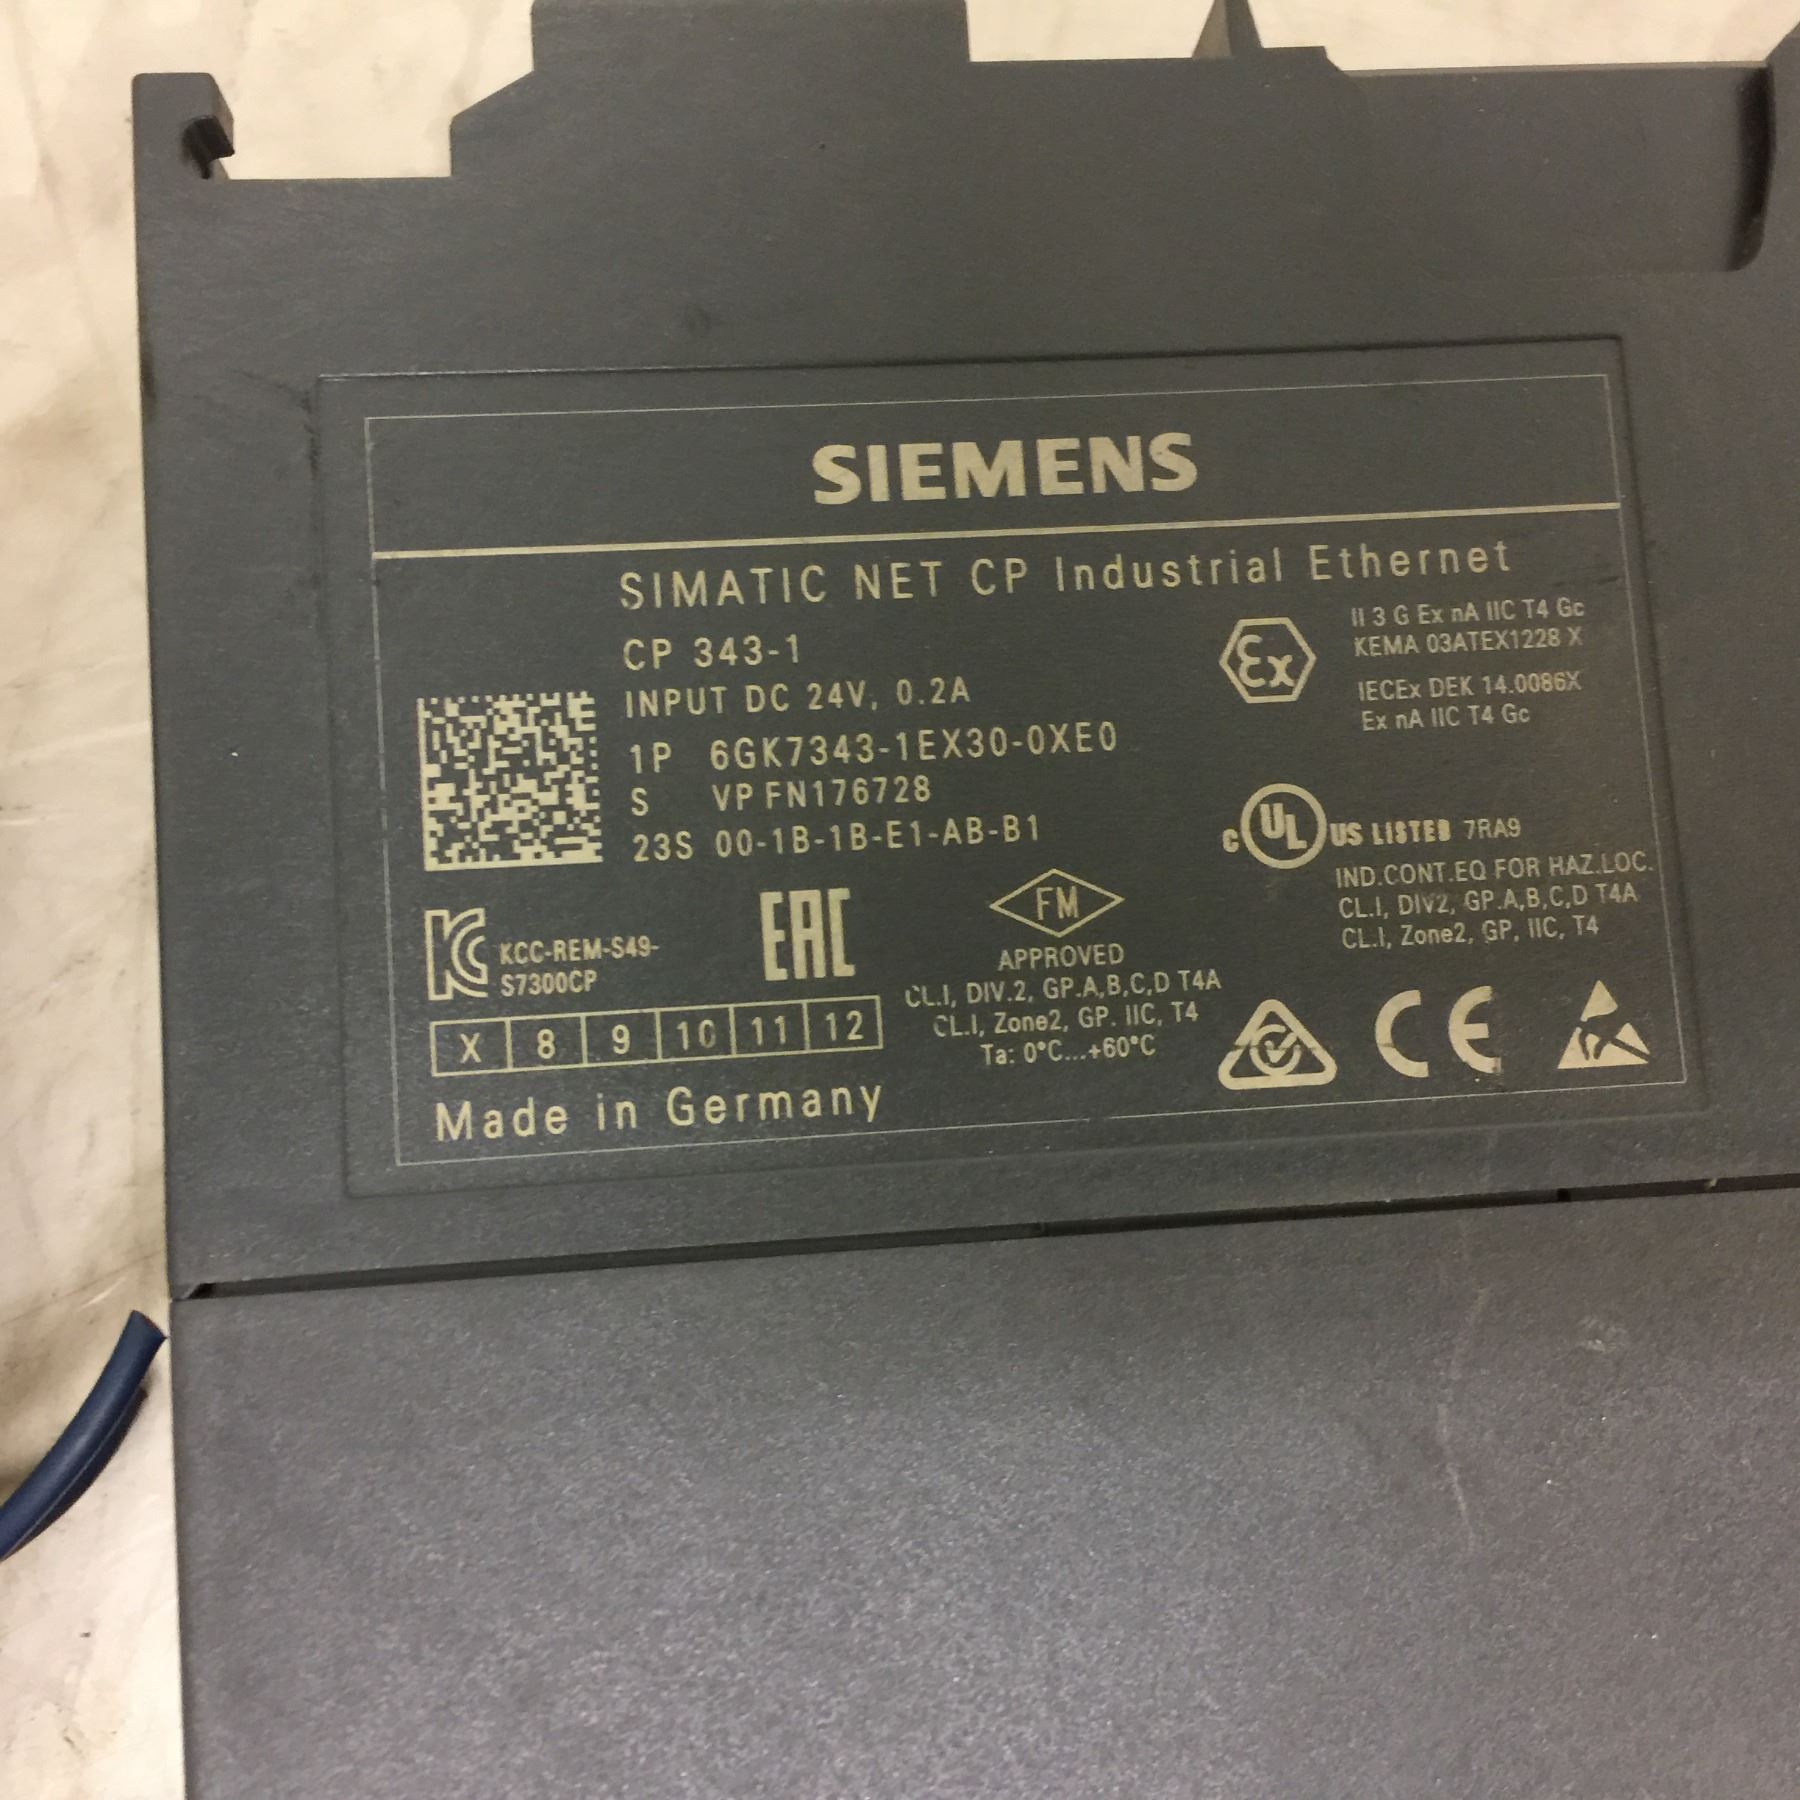 SIEMENS
SIMATIC NET CP Industrial Ethernet
CP 343-1
INPUT DC 24V, 0.2A
1P 6GK7343-1EX30-0XE0
S VPFN176728
23S 00-1B-1B-E1-AB-B1
Ex
II 3 G Ex nA IIC T4 Gc
KEMA 03ATEX1228 X
IECEx DEK 14.0086X
Ex nA IIC T4 Gc
C UL US LISTED 7RA9
IND.CONT.EQ FOR HAZ.LOC.
CL.I, DIV2, GP.A,B,C,D T4A
CL.I, Zone2, GP, IIC, T4
KC KCC-REM-S49-
S7300CP
EAC
FM
APPROVED
CL.I, DIV.2, GP.A,B,C,D T4A
CL.I, Zone2, GP. IIC, T4
Ta: 0°C...+60°C
X 8 9 10 11 12
CE
Made in Germany